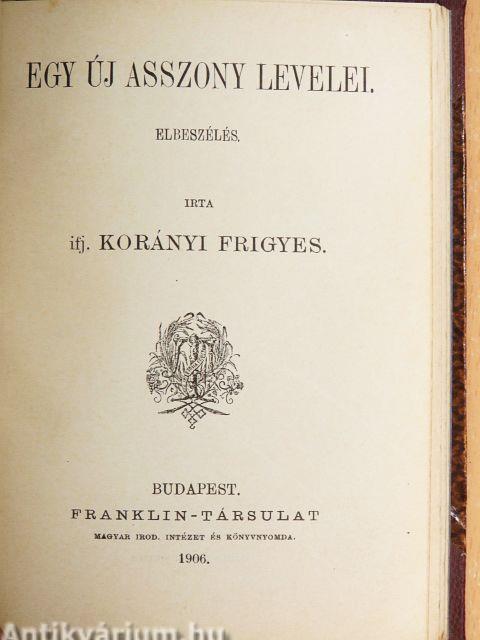 EGY ÚJ ASSZONY LEVELEI.
ELBESZÉLÉS.
IRTA
ifj. KORÁNYI FRIGYES.
BUDAPEST.
FRANKLIN-TÁRSULAT
MAGYAR IROD. INTÉZET ÉS KÖNYVNYOMDA.
1906.
Antikvárium.hu